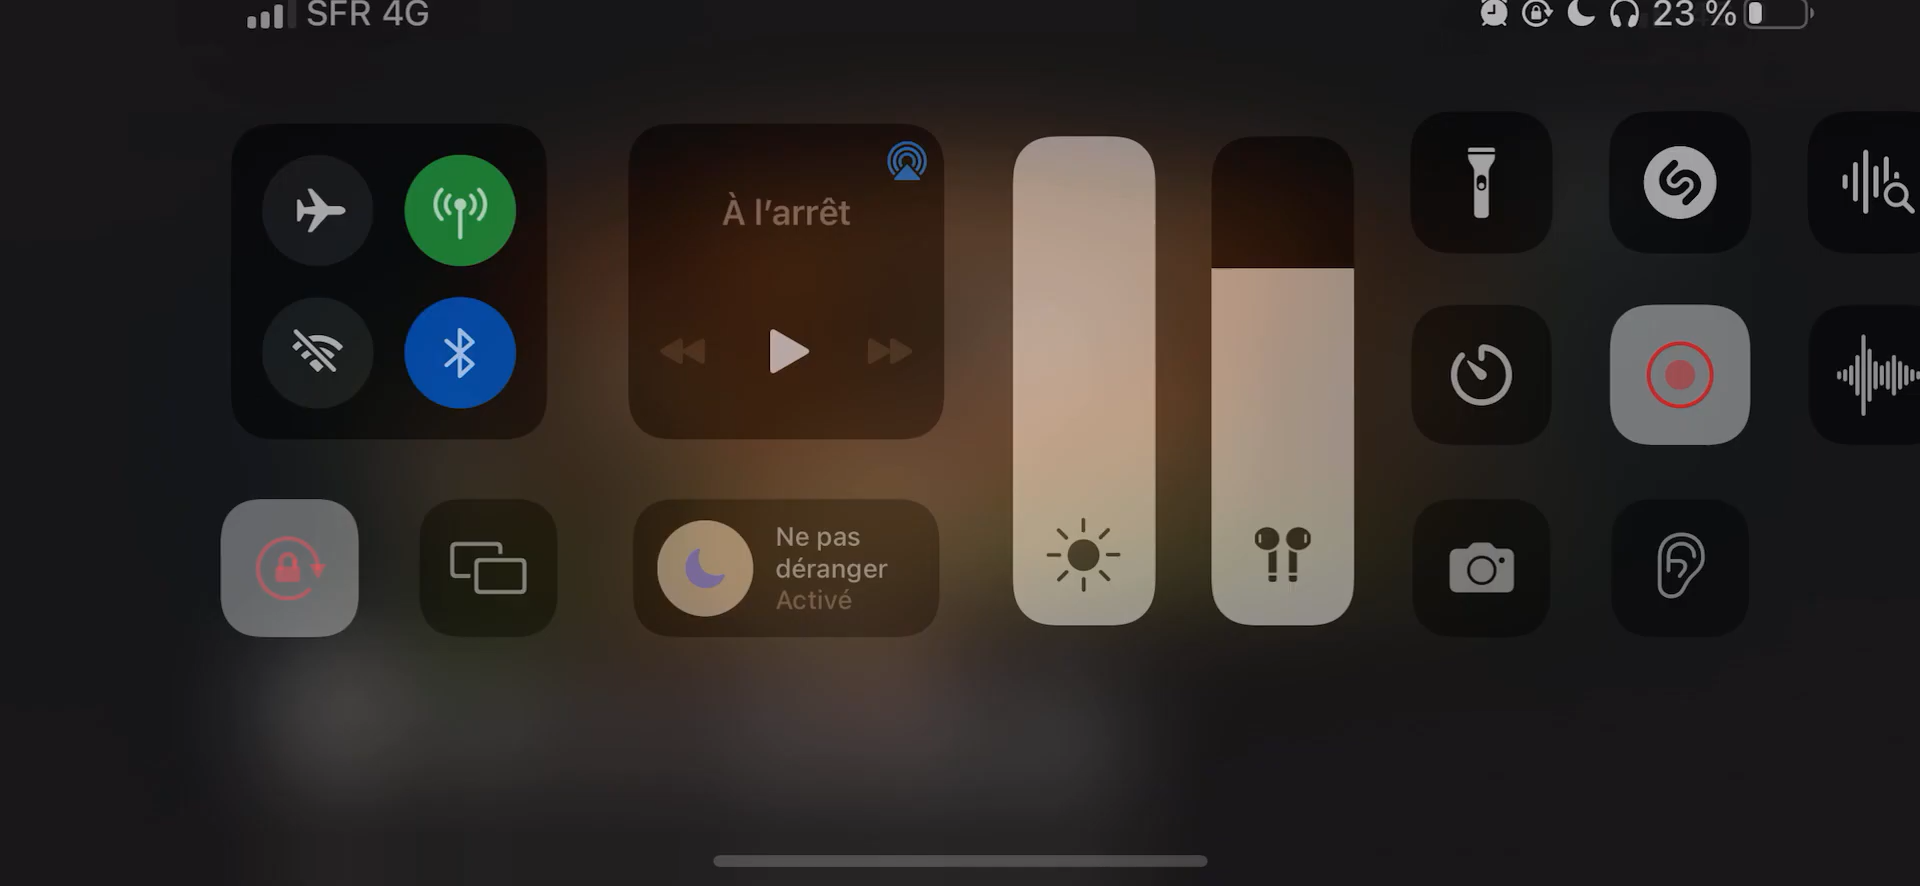 SFR 4G
23 %
À l’arrêt
Ne pas
déranger
Activé